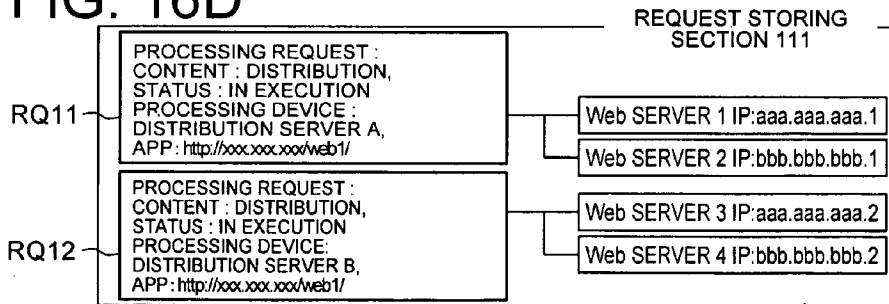 FIG. 16D
REQUEST STORING
SECTION 111
RQ11
PROCESSING REQUEST :
CONTENT : DISTRIBUTION,
STATUS : IN EXECUTION
PROCESSING DEVICE :
DISTRIBUTION SERVER A,
APP : http://xxx.xxx.xxx/web1/
Web SERVER 1 IP:aaa.aaa.aaa.1
Web SERVER 2 IP:bbb.bbb.bbb.1
RQ12
PROCESSING REQUEST :
CONTENT : DISTRIBUTION,
STATUS : IN EXECUTION
PROCESSING DEVICE:
DISTRIBUTION SERVER B,
APP : http://xxx.xxx.xxx/web1/
Web SERVER 3 IP:aaa.aaa.aaa.2
Web SERVER 4 IP:bbb.bbb.bbb.2